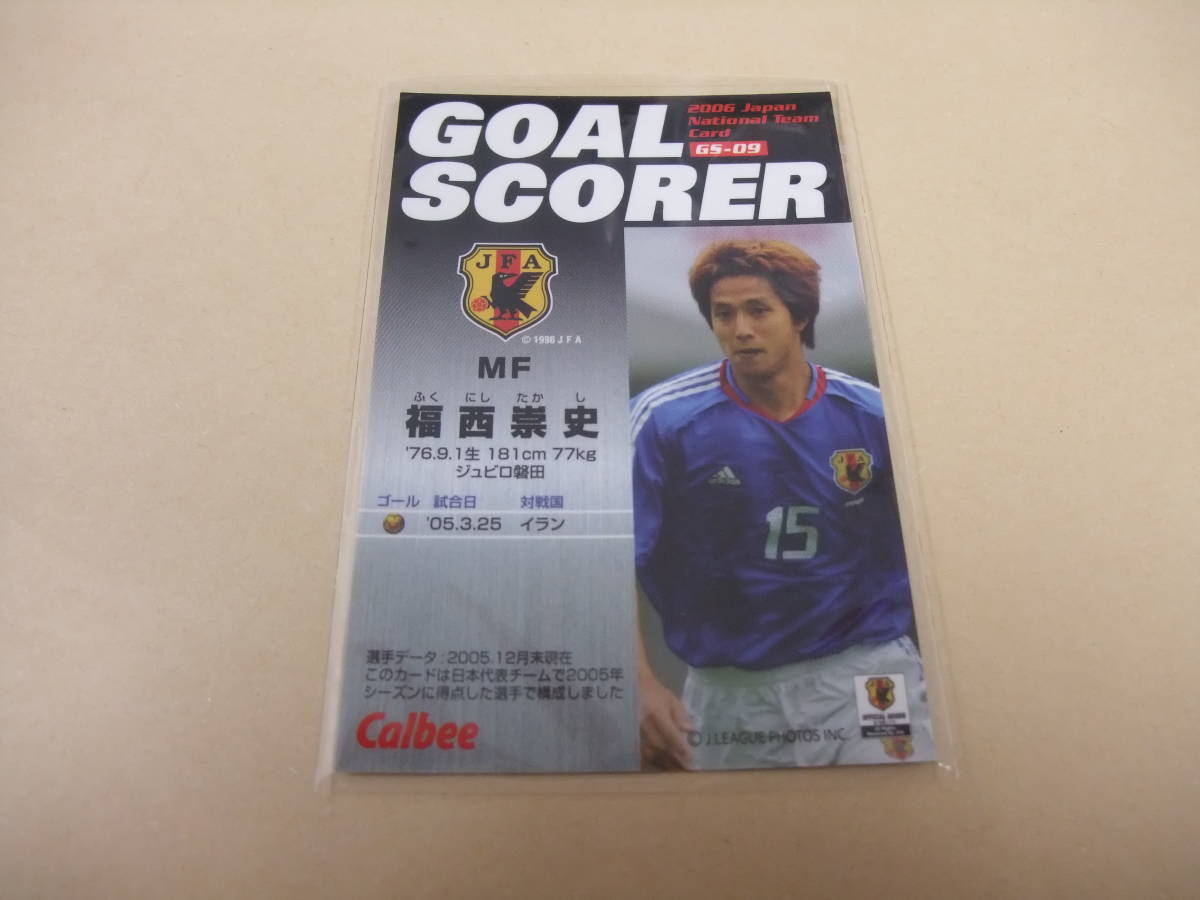 GOAL
SCORER
2006 Japan
National Team
Card
GS-09
JFA
© 1996 J F A
MF
ふく にし たか し
福西崇史
'76.9.1生 181cm 77kg
ジュビロ磐田
ゴール 試合日 対戦国
'05.3.25 イラン
選手データ:2005.12月末現在
このカードは日本代表チームで2005年
シーズンに得点した選手で構成しました
Calbee
adidas
JFA
15
© J.LEAGUE PHOTOS INC.
OFFICIAL GOODS